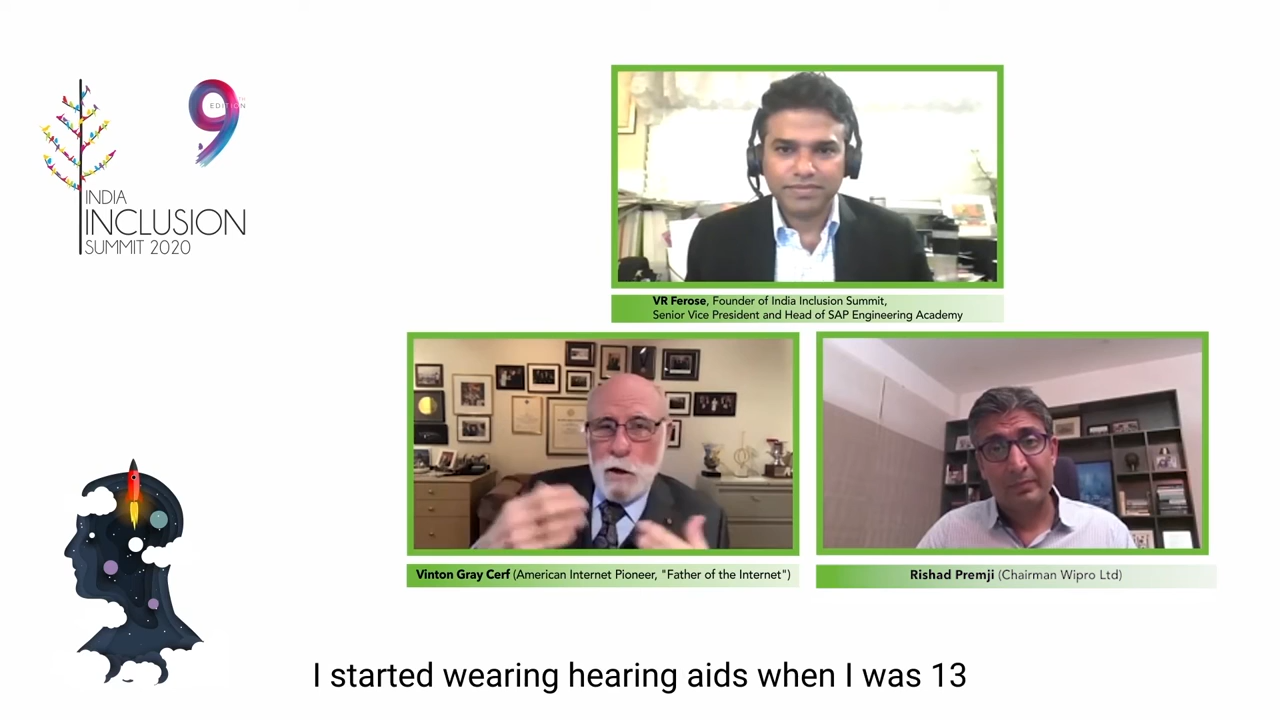 9
EDITION
INDIA
INCLUSION
SUMMIT 2020
VR Ferose, Founder of India Inclusion Summit,
Senior Vice President and Head of SAP Engineering Academy
Vinton Gray Cerf (American Internet Pioneer, "Father of the Internet")
Rishad Premji (Chairman Wipro Ltd)
I started wearing hearing aids when I was 13